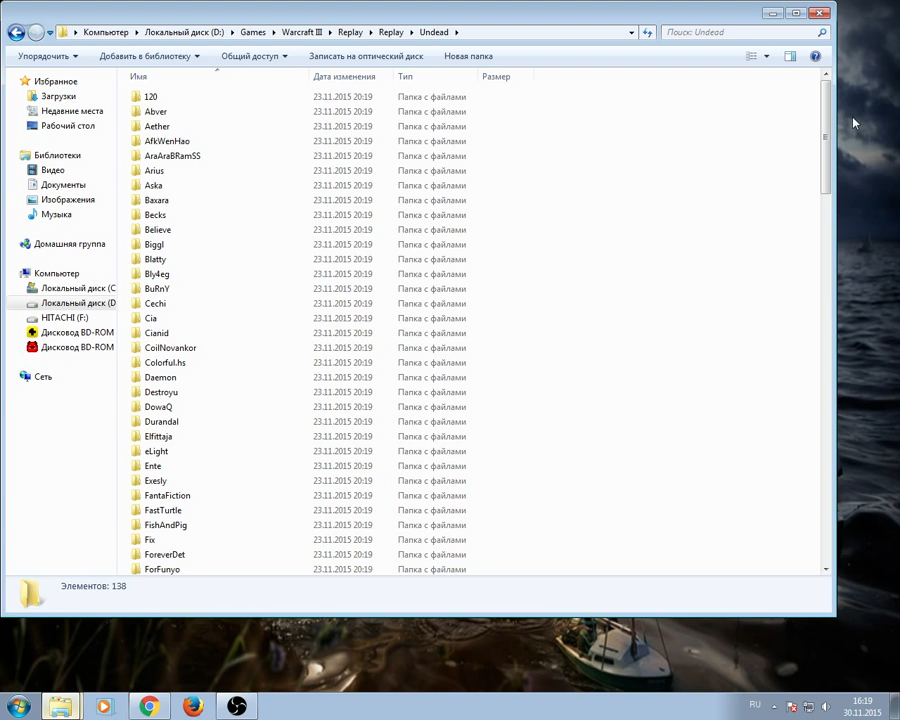 Компьютер Локальный диск (D:) Games Warcraft III Replay Replay Undead Поиск: Undead
Упорядочить Добавить в библиотеку Общий доступ Записать на оптический диск Новая папка
Имя Дата изменения Тип Размер
Избранное
Загрузки
Недавние места
Рабочий стол
Библиотеки
Видео
Документы
Изображения
Музыка
Домашняя группа
Компьютер
Локальный диск (C
Локальный диск (D
HITACHI (F:)
Дисковод BD-ROM
Дисковод BD-ROM
Сеть
120 23.11.2015 20:19 Папка с файлами
Abver 23.11.2015 20:19 Папка с файлами
Aether 23.11.2015 20:19 Папка с файлами
AfkWenHao 23.11.2015 20:19 Папка с файлами
AraAraBRamSS 23.11.2015 20:19 Папка с файлами
Arius 23.11.2015 20:19 Папка с файлами
Aska 23.11.2015 20:19 Папка с файлами
Baxara 23.11.2015 20:19 Папка с файлами
Becks 23.11.2015 20:19 Папка с файлами
Believe 23.11.2015 20:19 Папка с файлами
Biggl 23.11.2015 20:19 Папка с файлами
Blatty 23.11.2015 20:19 Папка с файлами
Bly4eg 23.11.2015 20:19 Папка с файлами
BuRnY 23.11.2015 20:19 Папка с файлами
Cechi 23.11.2015 20:19 Папка с файлами
Cia 23.11.2015 20:19 Папка с файлами
Cianid 23.11.2015 20:19 Папка с файлами
CoilNovankor 23.11.2015 20:19 Папка с файлами
Colorful.hs 23.11.2015 20:19 Папка с файлами
Daemon 23.11.2015 20:19 Папка с файлами
Destroyu 23.11.2015 20:19 Папка с файлами
DowaQ 23.11.2015 20:19 Папка с файлами
Durandal 23.11.2015 20:19 Папка с файлами
Elfittaja 23.11.2015 20:19 Папка с файлами
eLight 23.11.2015 20:19 Папка с файлами
Ente 23.11.2015 20:19 Папка с файлами
Exesly 23.11.2015 20:19 Папка с файлами
FantaFiction 23.11.2015 20:19 Папка с файлами
FastTurtle 23.11.2015 20:19 Папка с файлами
FishAndPig 23.11.2015 20:19 Папка с файлами
Fix 23.11.2015 20:19 Папка с файлами
ForeverDet 23.11.2015 20:19 Папка с файлами
ForFunyo 23.11.2015 20:19 Папка с файлами
Элементов: 138
RU
16:19
30.11.2015